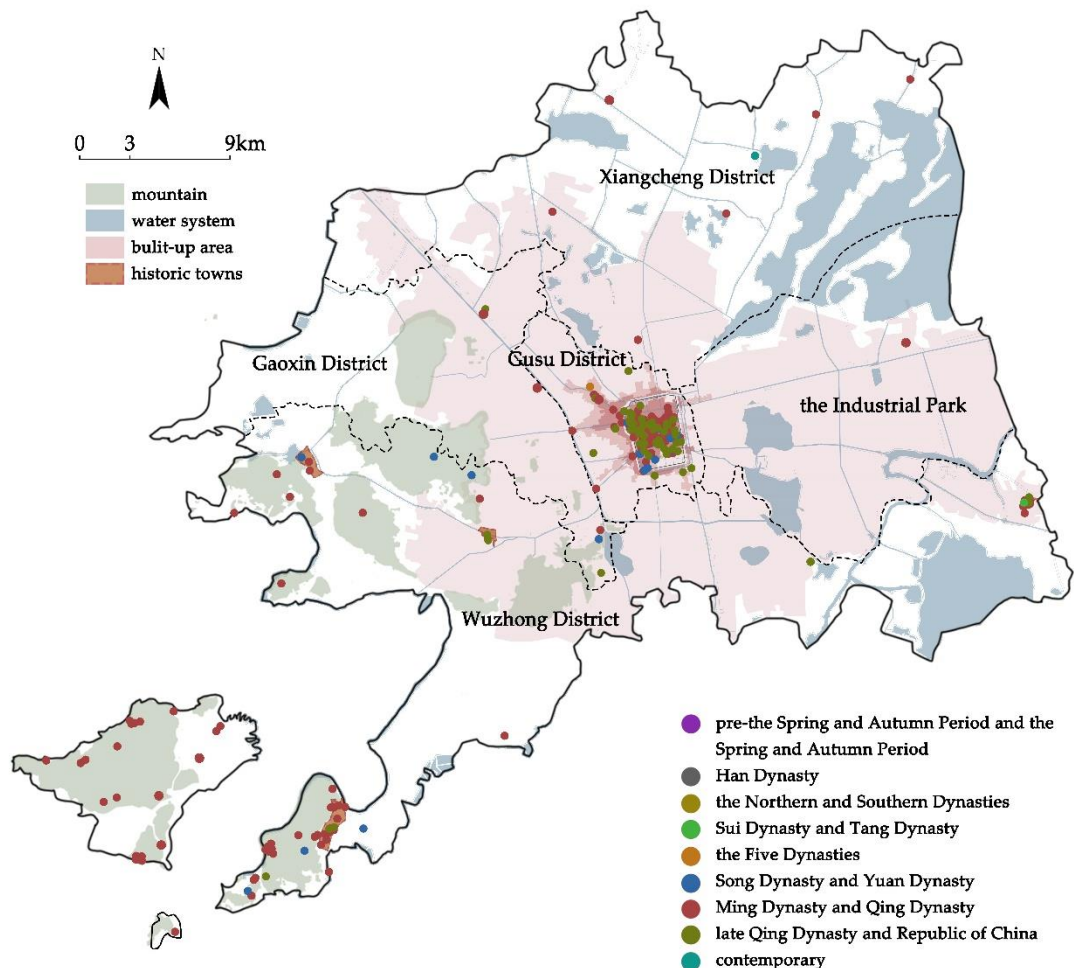 N
0 3 9km
mountain
water system
bulit-up area
historic towns
Xiangcheng District
Gaoxin District
Gusu District
the Industrial Park
Wuzhong District
pre-the Spring and Autumn Period and the
Spring and Autumn Period
Han Dynasty
the Northern and Southern Dynasties
Sui Dynasty and Tang Dynasty
the Five Dynasties
Song Dynasty and Yuan Dynasty
Ming Dynasty and Qing Dynasty
late Qing Dynasty and Republic of China
contemporary